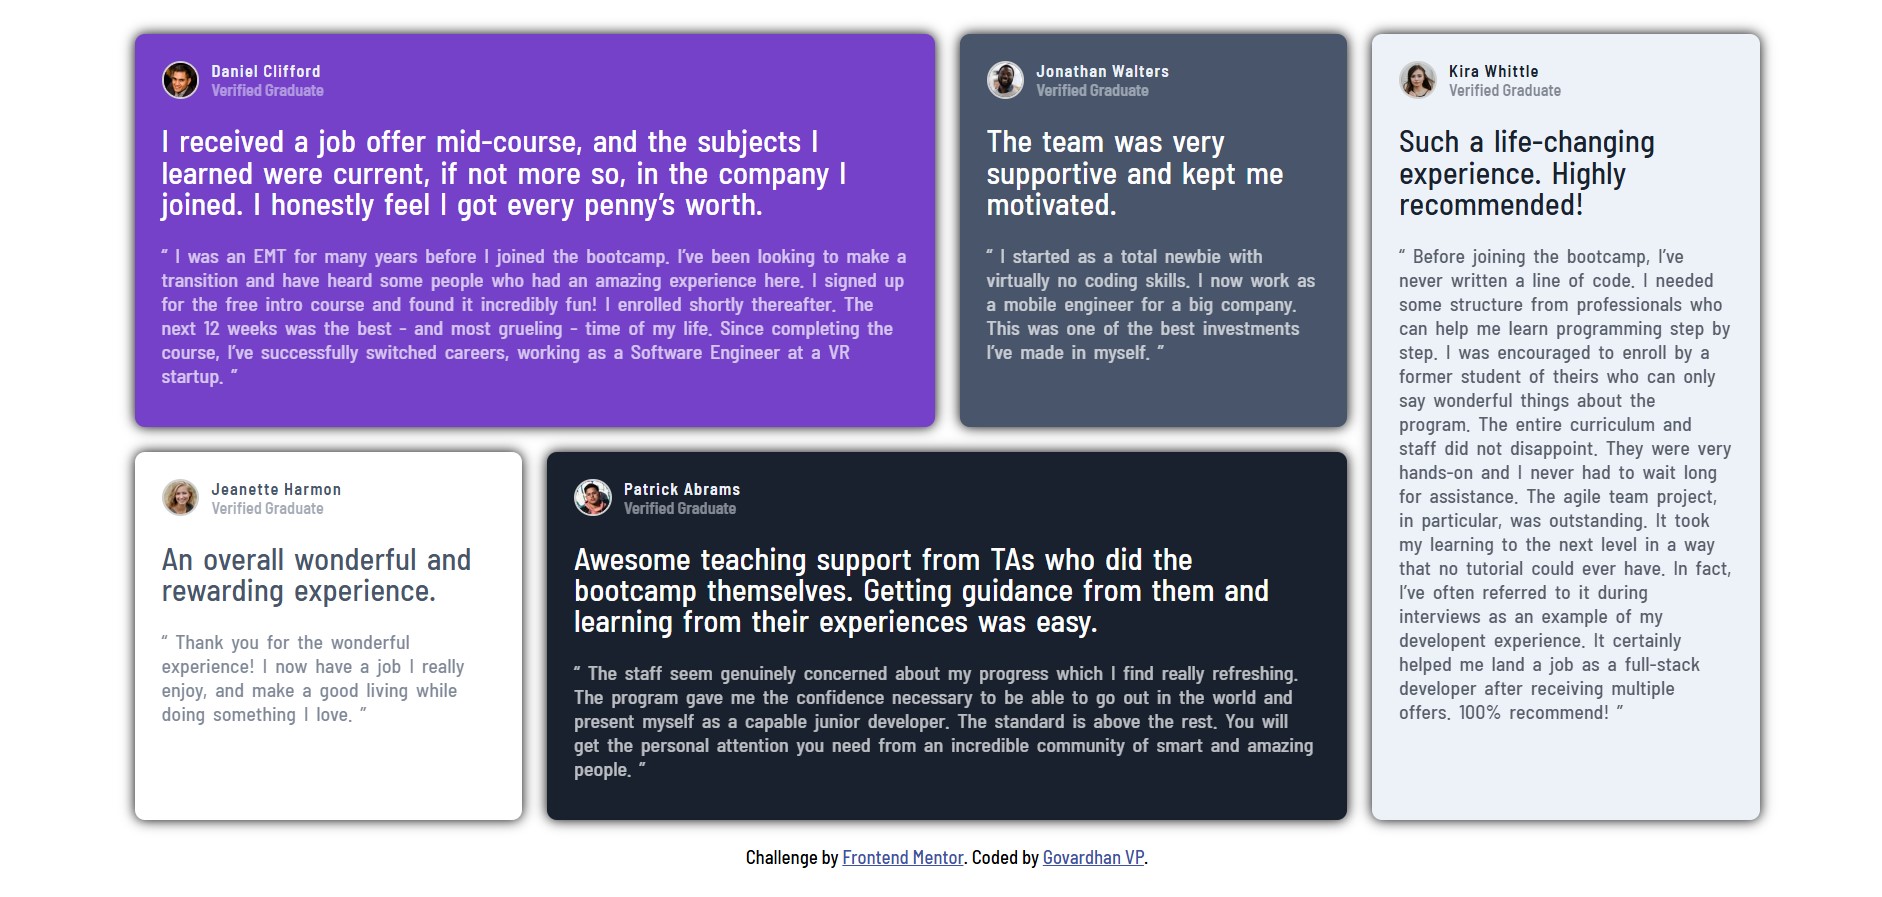 Daniel Clifford
Verified Graduate
I received a job offer mid-course, and the subjects I
learned were current, if not more so, in the company I
joined. I honestly feel I got every penny’s worth.
“ I was an EMT for many years before I joined the bootcamp. I’ve been looking to make a
transition and have heard some people who had an amazing experience here. I signed up
for the free intro course and found it incredibly fun! I enrolled shortly thereafter. The
next 12 weeks was the best - and most grueling - time of my life. Since completing the
course, I’ve successfully switched careers, working as a Software Engineer at a VR
startup. ”
Jonathan Walters
Verified Graduate
The team was very
supportive and kept me
motivated.
“ I started as a total newbie with
virtually no coding skills. I now work as
a mobile engineer for a big company.
This was one of the best investments
I’ve made in myself. ”
Kira Whittle
Verified Graduate
Such a life-changing
experience. Highly
recommended!
“ Before joining the bootcamp, I’ve
never written a line of code. I needed
some structure from professionals who
can help me learn programming step by
step. I was encouraged to enroll by a
former student of theirs who can only
say wonderful things about the
program. The entire curriculum and
staff did not disappoint. They were very
hands-on and I never had to wait long
for assistance. The agile team project,
in particular, was outstanding. It took
my learning to the next level in a way
that no tutorial could ever have. In fact,
I’ve often referred to it during
interviews as an example of my
developent experience. It certainly
helped me land a job as a full-stack
developer after receiving multiple
offers. 100% recommend! ”
Jeanette Harmon
Verified Graduate
An overall wonderful and
rewarding experience.
“ Thank you for the wonderful
experience! I now have a job I really
enjoy, and make a good living while
doing something I love. ”
Patrick Abrams
Verified Graduate
Awesome teaching support from TAs who did the
bootcamp themselves. Getting guidance from them and
learning from their experiences was easy.
“ The staff seem genuinely concerned about my progress which I find really refreshing.
The program gave me the confidence necessary to be able to go out in the world and
present myself as a capable junior developer. The standard is above the rest. You will
get the personal attention you need from an incredible community of smart and amazing
people. ”
Challenge by Frontend Mentor. Coded by Govardhan VP.